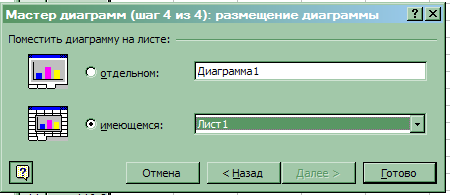 Мастер диаграмм (шаг 4 из 4): размещение диаграммы
Поместить диаграмму на листе:
отдельном: Диаграмма1
имеющемся: Лист1
Отмена < Назад Далее > Готово